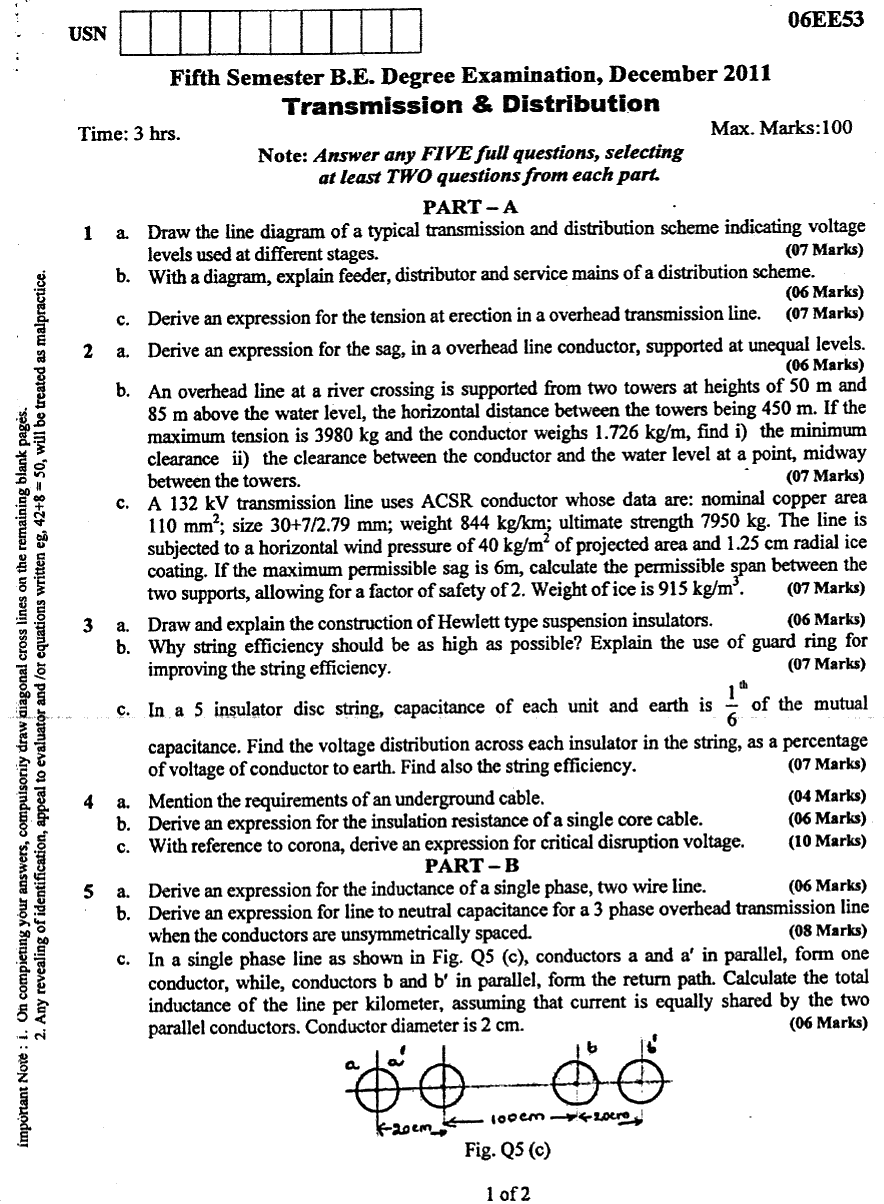 06EE53
USN
Fifth Semester B.E. Degree Examination, December 2011
Transmission & Distribution
Time: 3 hrs.
Max. Marks:100
Note: Answer any FIVE full questions, selecting
at least TWO questions from each part.
PART – A
1 a. Draw the line diagram of a typical transmission and distribution scheme indicating voltage
levels used at different stages. (07 Marks)
b. With a diagram, explain feeder, distributor and service mains of a distribution scheme.
(06 Marks)
c. Derive an expression for the tension at erection in a overhead transmission line. (07 Marks)
2 a. Derive an expression for the sag, in a overhead line conductor, supported at unequal levels.
(06 Marks)
b. An overhead line at a river crossing is supported from two towers at heights of 50 m and
85 m above the water level, the horizontal distance between the towers being 450 m. If the
maximum tension is 3980 kg and the conductor weighs 1.726 kg/m, find i) the minimum
clearance ii) the clearance between the conductor and the water level at a point, midway
between the towers. (07 Marks)
c. A 132 kV transmission line uses ACSR conductor whose data are: nominal copper area
110 mm²; size 30+7/2.79 mm; weight 844 kg/km; ultimate strength 7950 kg. The line is
subjected to a horizontal wind pressure of 40 kg/m² of projected area and 1.25 cm radial ice
coating. If the maximum permissible sag is 6m, calculate the permissible span between the
two supports, allowing for a factor of safety of 2. Weight of ice is 915 kg/m³. (07 Marks)
3 a. Draw and explain the construction of Hewlett type suspension insulators. (06 Marks)
b. Why string efficiency should be as high as possible? Explain the use of guard ring for
improving the string efficiency. (07 Marks)
c. In a 5 insulator disc string, capacitance of each unit and earth is 1/6 th of the mutual
capacitance. Find the voltage distribution across each insulator in the string, as a percentage
of voltage of conductor to earth. Find also the string efficiency. (07 Marks)
4 a. Mention the requirements of an underground cable. (04 Marks)
b. Derive an expression for the insulation resistance of a single core cable. (06 Marks)
c. With reference to corona, derive an expression for critical disruption voltage. (10 Marks)
PART – B
5 a. Derive an expression for the inductance of a single phase, two wire line. (06 Marks)
b. Derive an expression for line to neutral capacitance for a 3 phase overhead transmission line
when the conductors are unsymmetrically spaced. (08 Marks)
c. In a single phase line as shown in Fig. Q5 (c), conductors a and a′ in parallel, form one
conductor, while, conductors b and b′ in parallel, form the return path. Calculate the total
inductance of the line per kilometer, assuming that current is equally shared by the two
parallel conductors. Conductor diameter is 2 cm. (06 Marks)
a a' b b'
20cm 100cm 20cm
Fig. Q5 (c)
1 of 2
Important Note : 1. On completing your answers, compulsorily draw diagonal cross lines on the remaining blank pages.
2. Any revealing of identification, appeal to evaluator and /or equations written eg, 42+8 = 50, will be treated as malpractice.